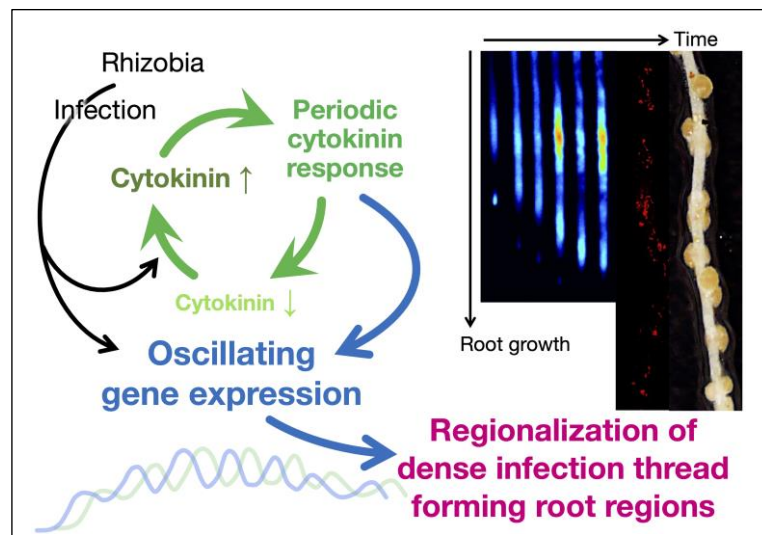 Rhizobia
Infection
Cytokinin ↑
Periodic
cytokinin
response
Cytokinin ↓
Oscillating
gene expression
Time
Root growth
Regionalization of
dense infection thread
forming root regions